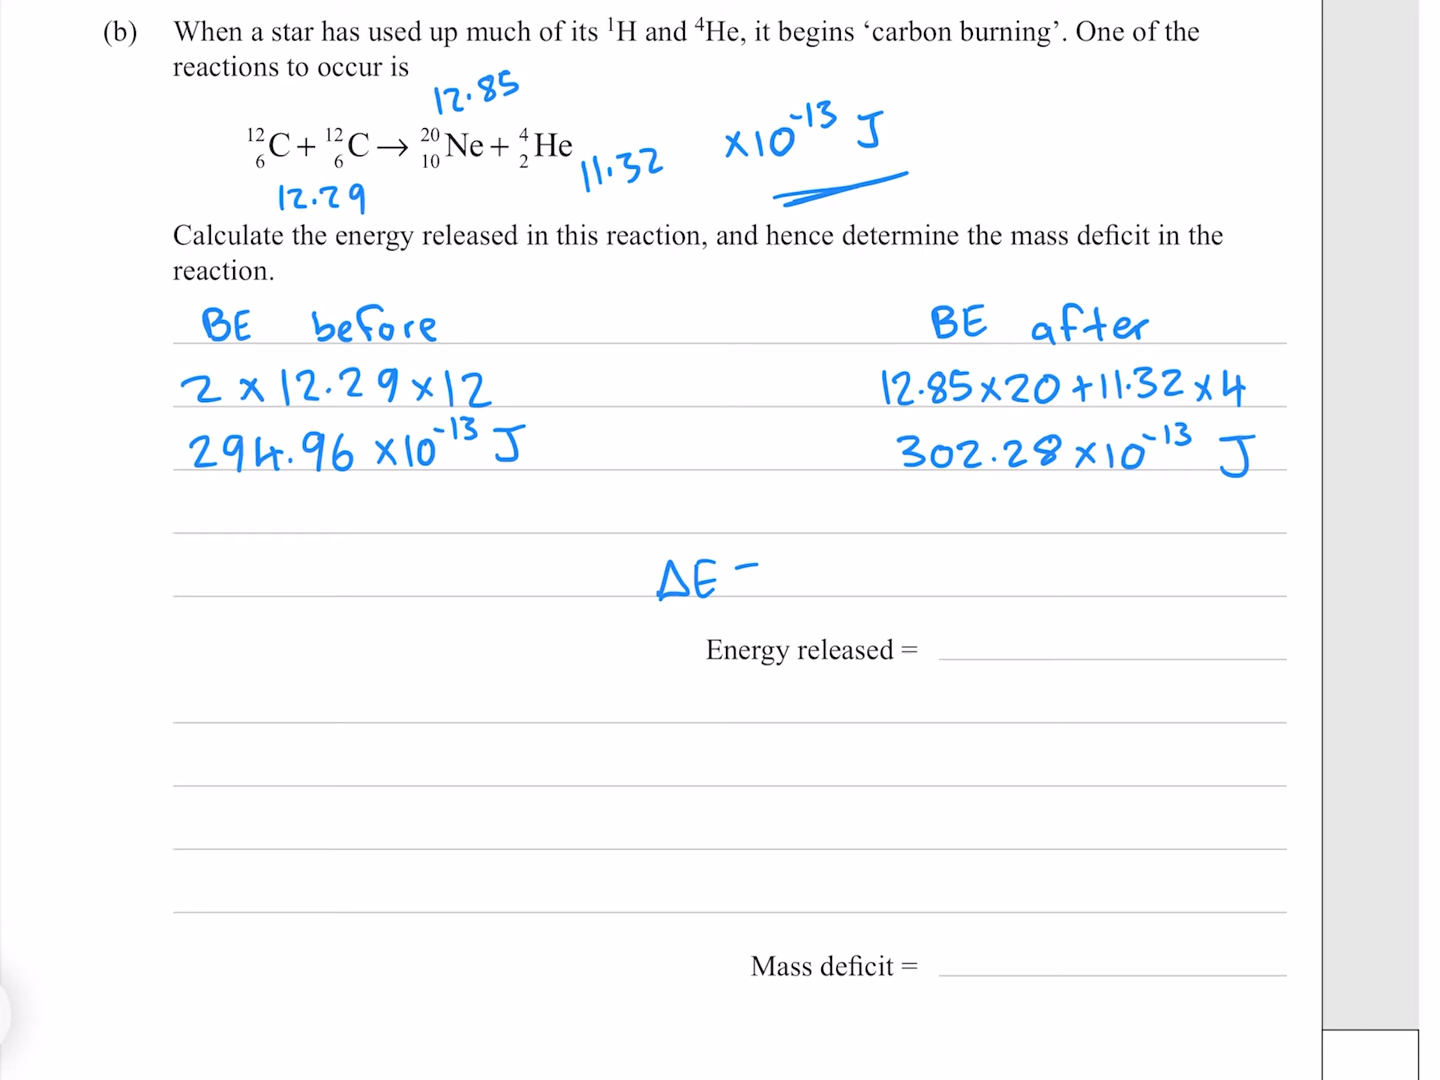 (b) When a star has used up much of its ¹H and ⁴He, it begins ‘carbon burning’. One of the
reactions to occur is
12.85
¹²₆C + ¹²₆C → ²⁰₁₀Ne + ⁴₂He 11.32 ×10⁻¹³ J
12.29
Calculate the energy released in this reaction, and hence determine the mass deficit in the
reaction.
BE before BE after
2 × 12.29 × 12 12.85 × 20 + 11.32 × 4
294.96 ×10⁻¹³ J 302.28 ×10⁻¹³ J
ΔE −
Energy released =
Mass deficit =